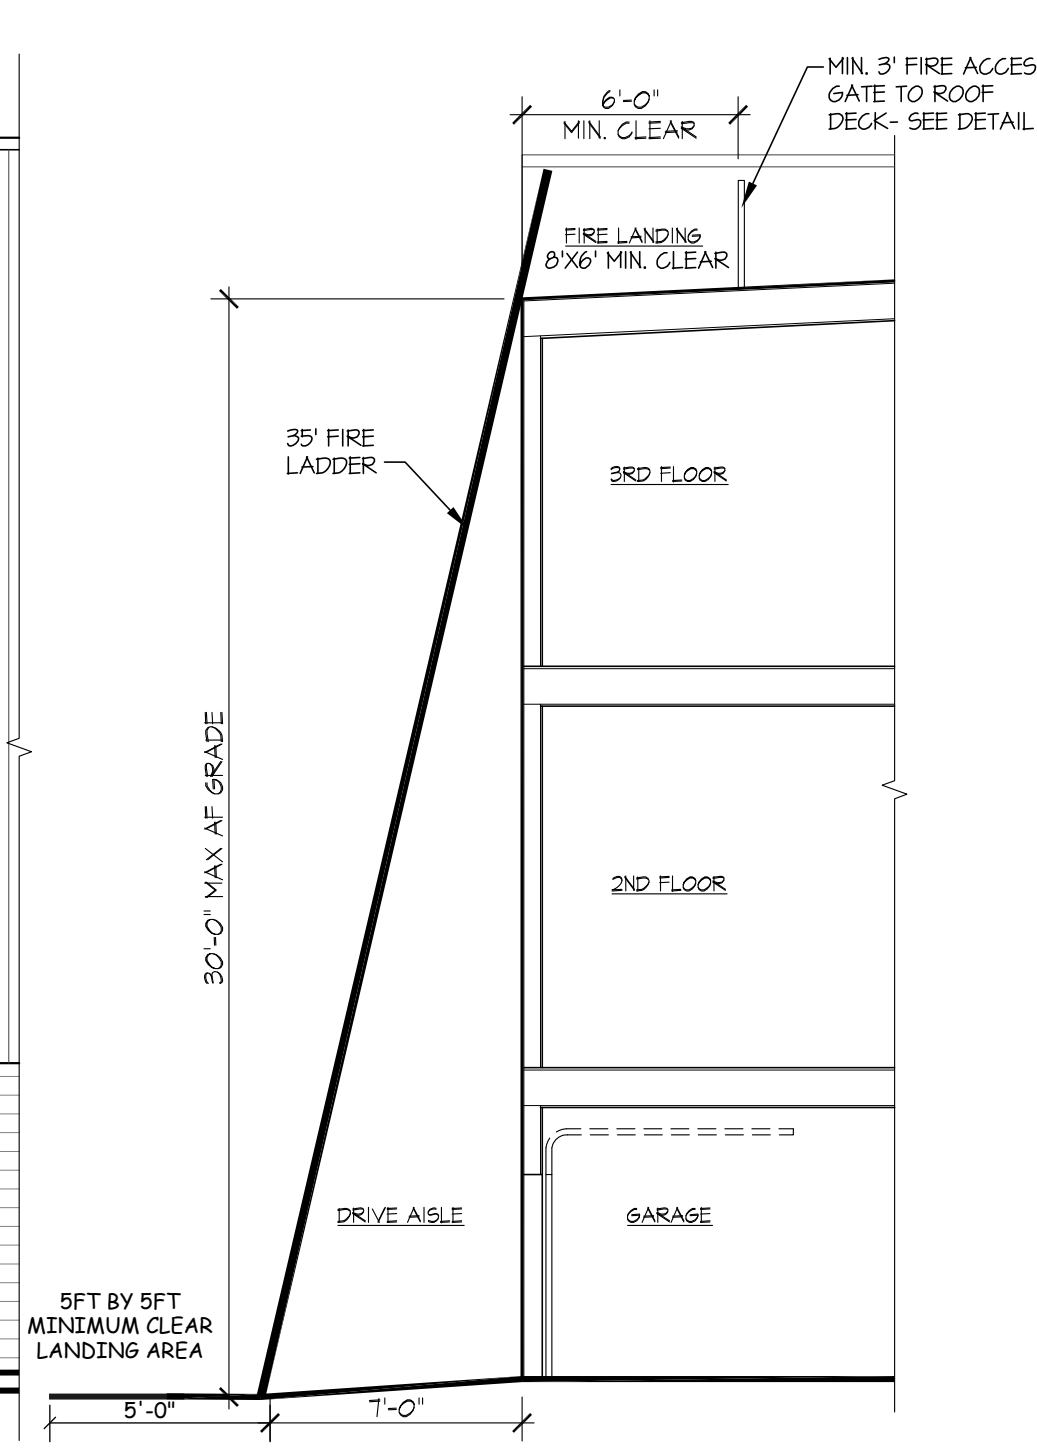 MIN. 3' FIRE ACCES
GATE TO ROOF
DECK- SEE DETAIL
6'-0"
MIN. CLEAR
FIRE LANDING
8'X6' MIN. CLEAR
35' FIRE
LADDER
3RD FLOOR
30'-0" MAX AF GRADE
2ND FLOOR
DRIVE AISLE
GARAGE
5FT BY 5FT
MINIMUM CLEAR
LANDING AREA
5'-0"
7'-0"